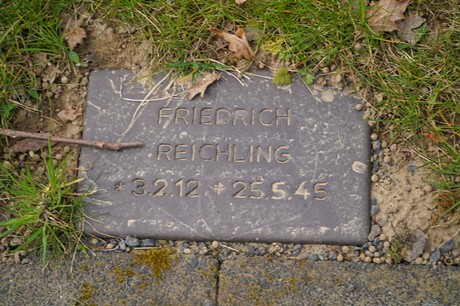 FRIEDRICH
REICHLING
*3.2.12 +25.5.45